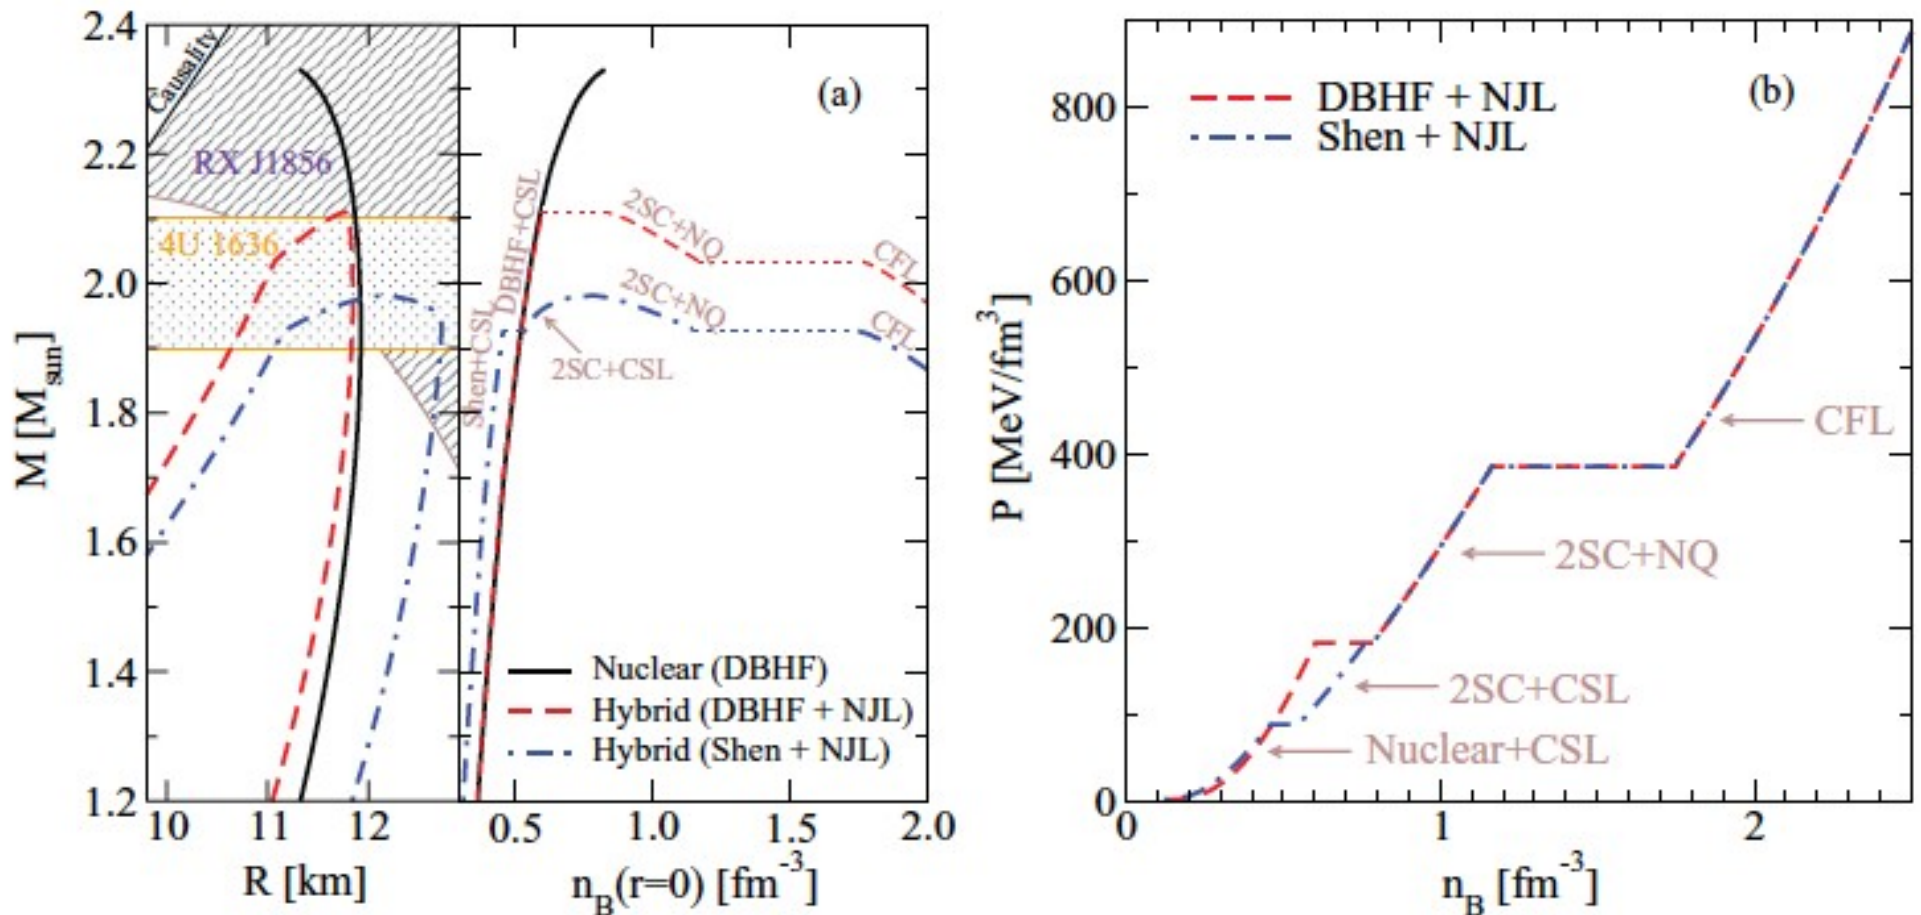 2.4
2.2
2.0
1.8
1.6
1.4
1.2
M [M_sun]
10 11 12
R [km]
Causality
RX J1856
4U 1636
(a)
Shen+CSL
DBHF+CSL
2SC+NQ
CFL
2SC+NQ
CFL
2SC+CSL
Nuclear (DBHF)
Hybrid (DBHF + NJL)
Hybrid (Shen + NJL)
0.5 1.0 1.5 2.0
n_B(r=0) [fm^-3]
800
600
400
200
0
P [MeV/fm^3]
(b)
DBHF + NJL
Shen + NJL
CFL
2SC+NQ
2SC+CSL
Nuclear+CSL
0 1 2
n_B [fm^-3]